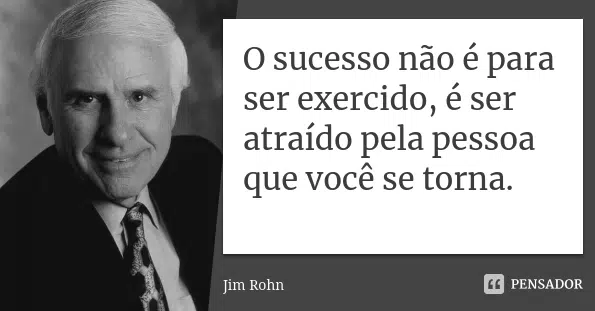 O sucesso não é para
ser exercido, é ser
atraído pela pessoa
que você se torna.
Jim Rohn
PENSADOR